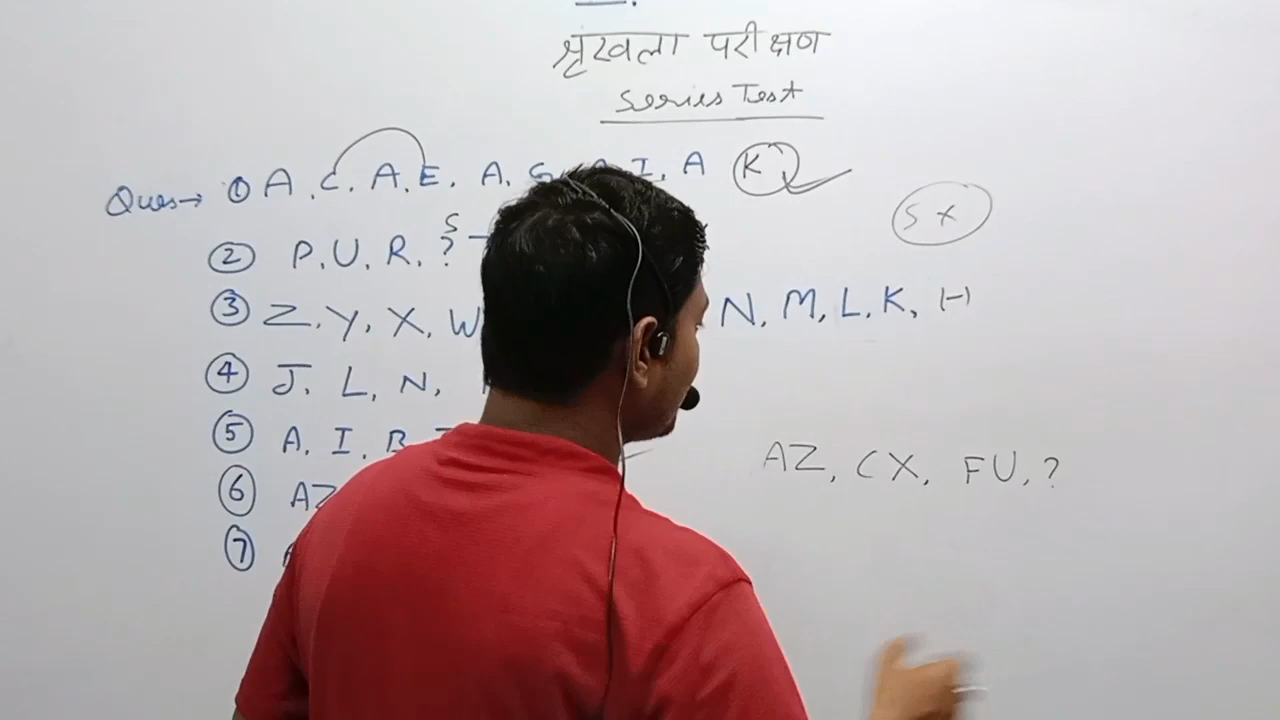 शृखला परीक्षण
Series Test
Ques→ ① A, C, A, E, A, G, A, I, A K
S X
② P, U, R, ? S
③ Z, Y, X, W N, M, L, K, H
④ J, L, N,
⑤ A, I, B,
AZ, CX, FU, ?
⑥ AZ
⑦